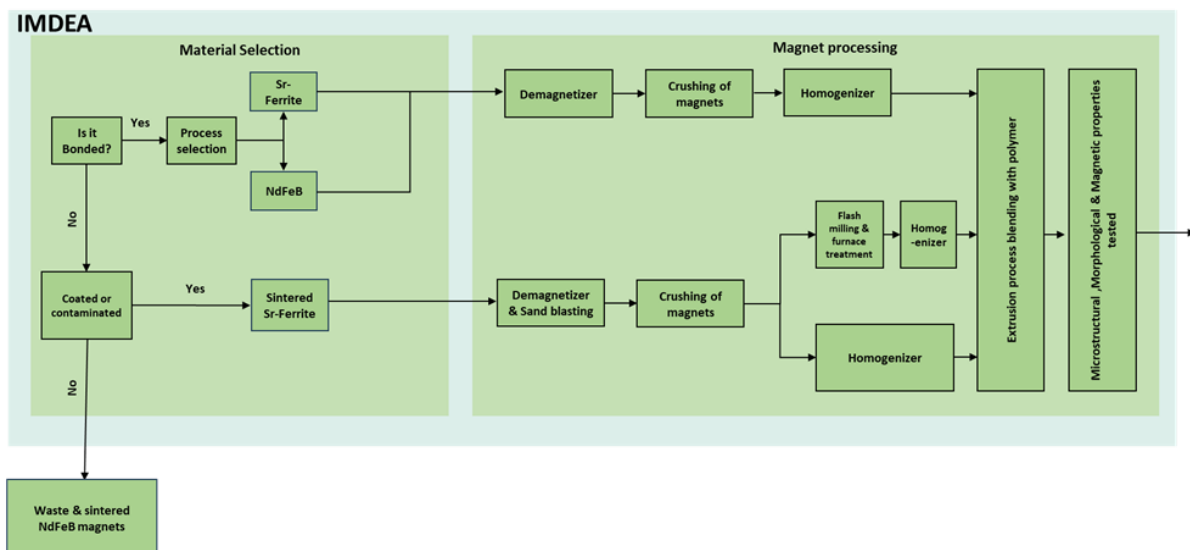 IMDEA
Material Selection
Magnet processing
Sr-
Ferrite
Demagnetizer
Crushing of
magnets
Homogenizer
Yes
Is it
Bonded?
Process
selection
NdFeB
No
Flash
milling &
furnace
treatment
Homog
-enizer
Extrusion process blending with polymer
Microstructural ,Morphological & Magnetic properties
tested
Coated or
contaminated
Yes
Sintered
Sr-Ferrite
Demagnetizer
& Sand blasting
Crushing of
magnets
Homogenizer
No
Waste & sintered
NdFeB magnets